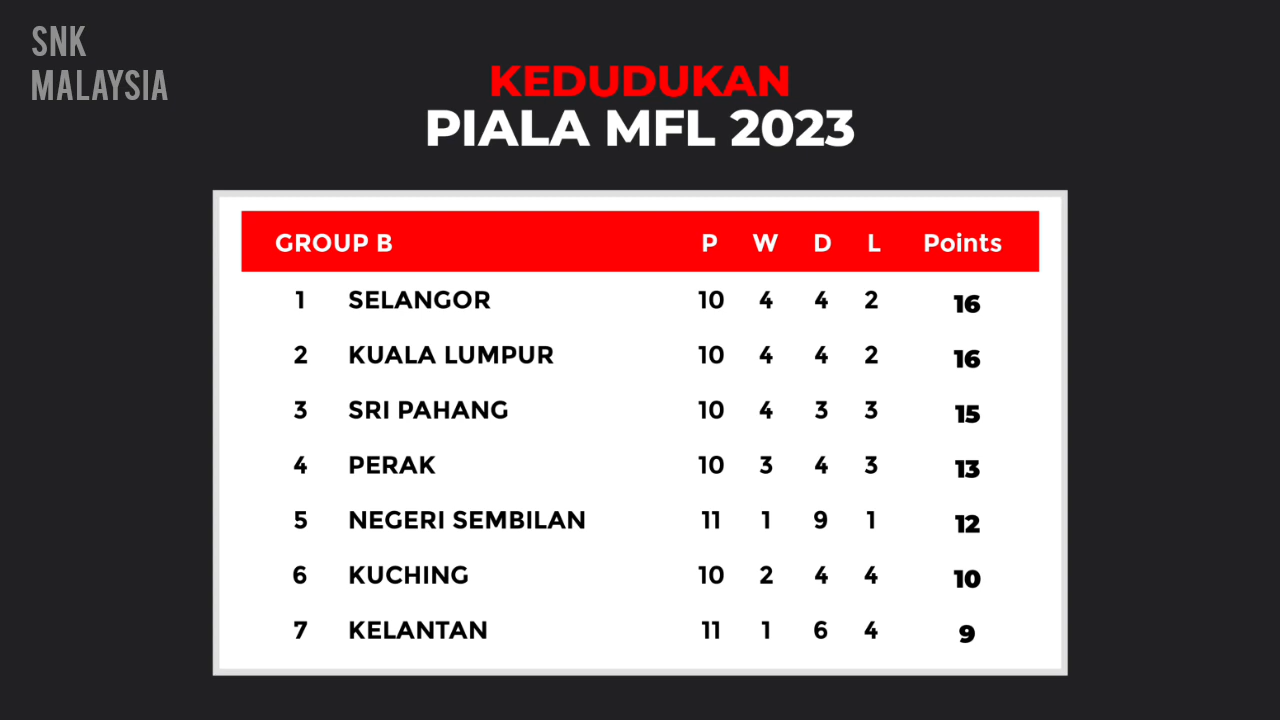 SNK
MALAYSIA
KEDUDUKAN
PIALA MFL 2023
GROUP B P W D L Points
1 SELANGOR 10 4 4 2 16
2 KUALA LUMPUR 10 4 4 2 16
3 SRI PAHANG 10 4 3 3 15
4 PERAK 10 3 4 3 13
5 NEGERI SEMBILAN 11 1 9 1 12
6 KUCHING 10 2 4 4 10
7 KELANTAN 11 1 6 4 9